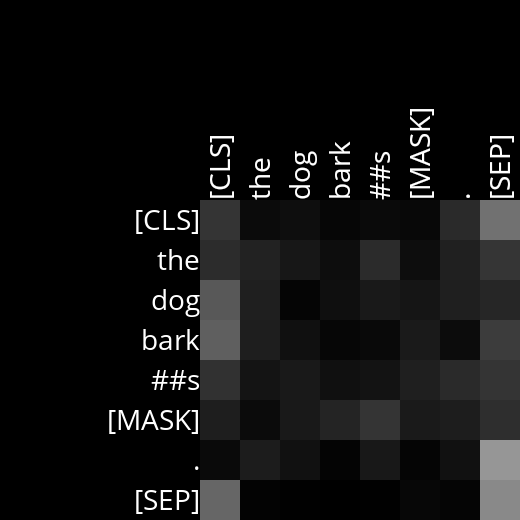 [CLS] the dog bark ##s [MASK] . [SEP]
[CLS]
the
dog
bark
##s
[MASK]
.
[SEP]